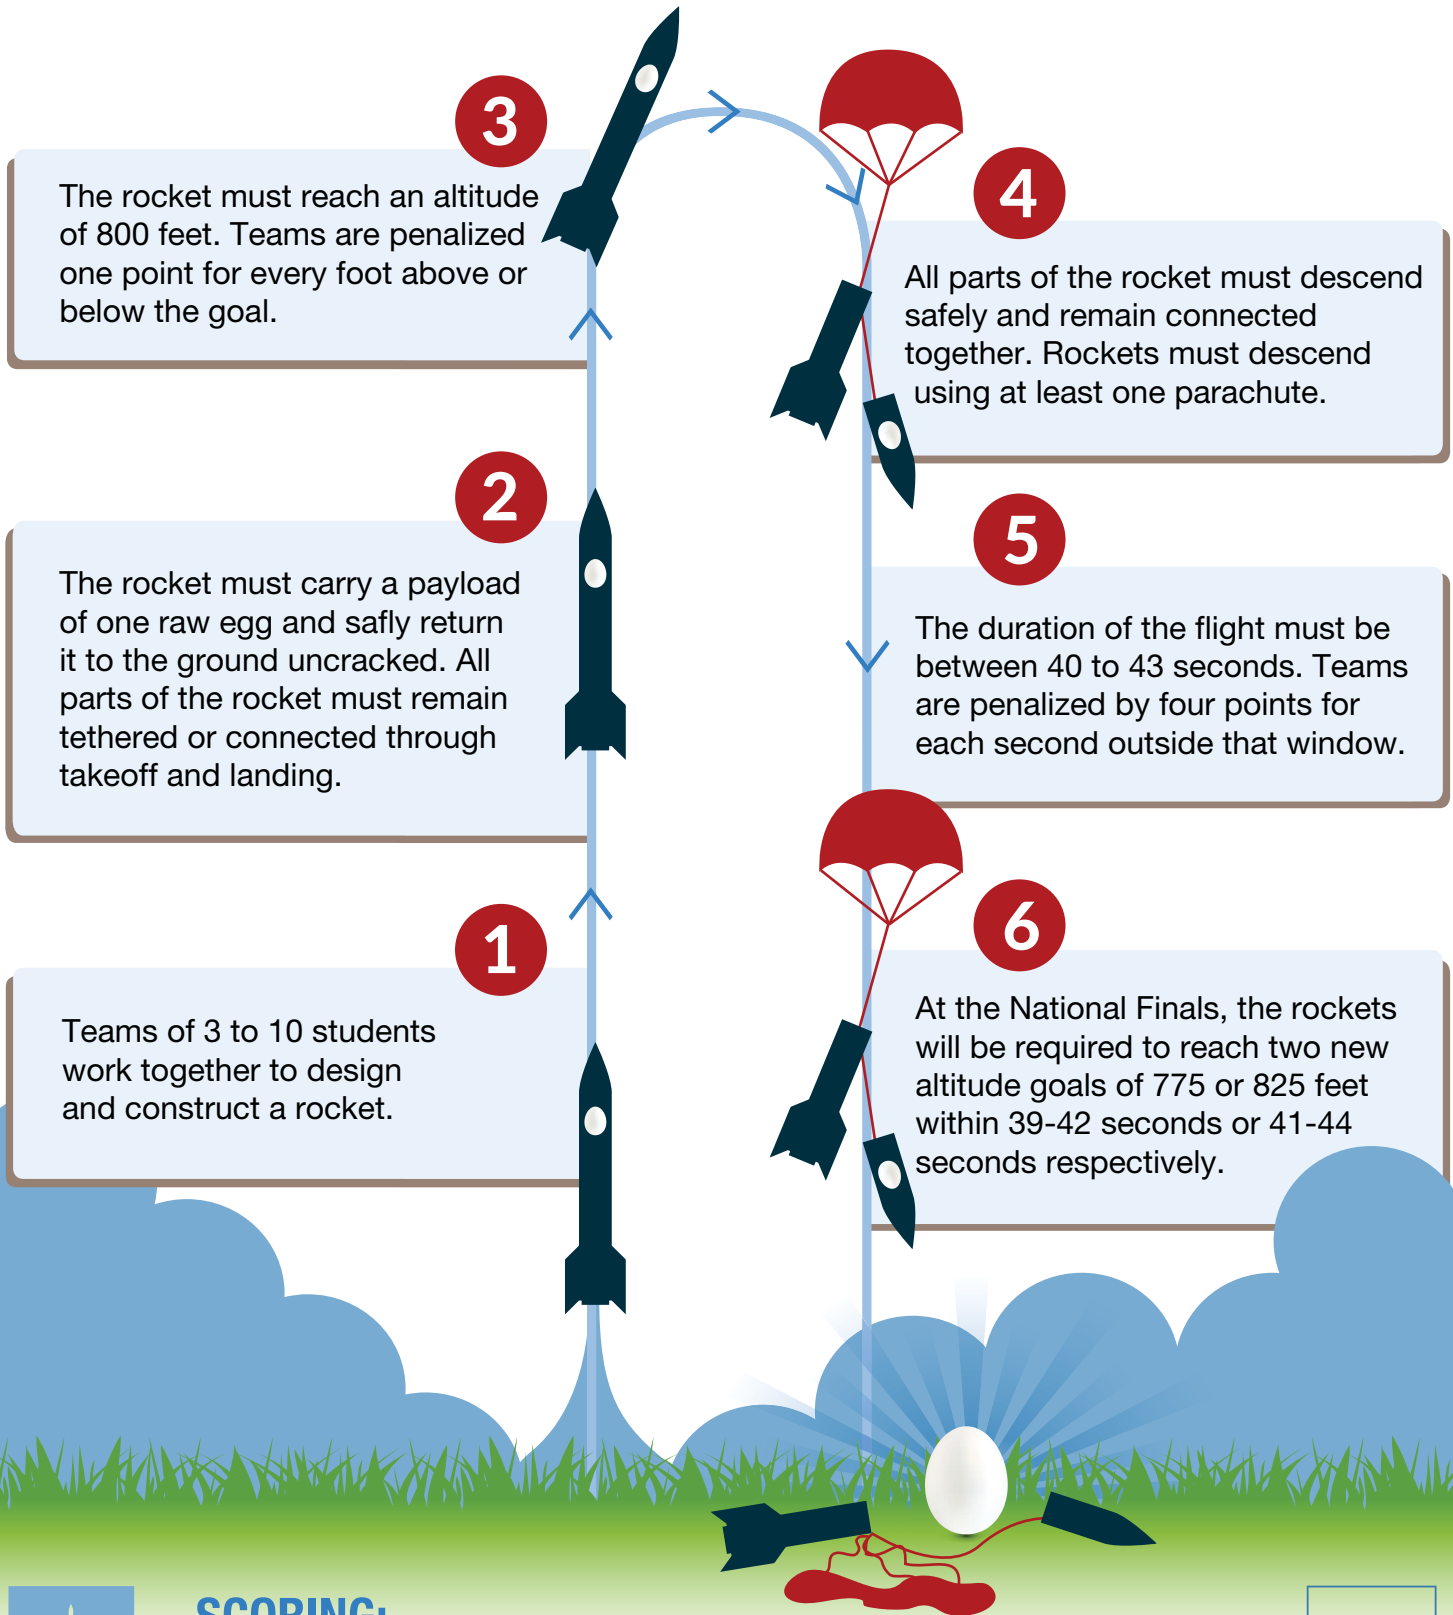 3
The rocket must reach an altitude
of 800 feet. Teams are penalized
one point for every foot above or
below the goal.
2
The rocket must carry a payload
of one raw egg and safly return
it to the ground uncracked. All
parts of the rocket must remain
tethered or connected through
takeoff and landing.
1
Teams of 3 to 10 students
work together to design
and construct a rocket.
4
All parts of the rocket must descend
safely and remain connected
together. Rockets must descend
using at least one parachute.
5
The duration of the flight must be
between 40 to 43 seconds. Teams
are penalized by four points for
each second outside that window.
6
At the National Finals, the rockets
will be required to reach two new
altitude goals of 775 or 825 feet
within 39-42 seconds or 41-44
seconds respectively.
SCORING: